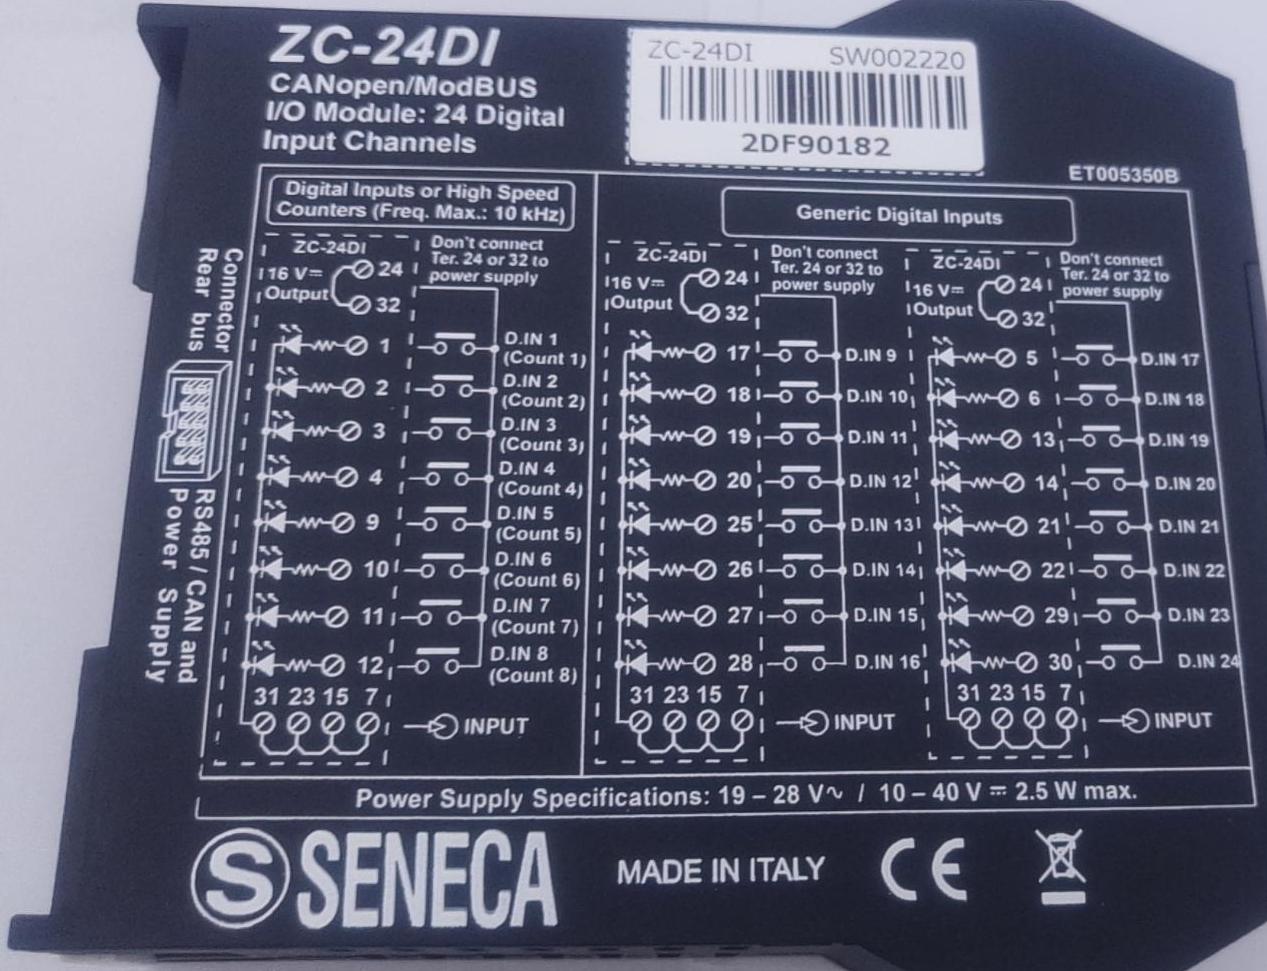 ZC-24DI
CANopen/ModBUS
I/O Module: 24 Digital
Input Channels
ZC-24DI SW002220
2DF90182
ET005350B
Connector
Rear bus
RS485 / CAN and
Power Supply
Digital Inputs or High Speed
Counters (Freq. Max.: 10 kHz)
ZC-24DI
16 V⎓
Output
24
32
Don't connect
Ter. 24 or 32 to
power supply
1 D.IN 1
(Count 1)
2 D.IN 2
(Count 2)
3 D.IN 3
(Count 3)
4 D.IN 4
(Count 4)
9 D.IN 5
(Count 5)
10 D.IN 6
(Count 6)
11 D.IN 7
(Count 7)
12 D.IN 8
(Count 8)
31 23 15 7
INPUT
Generic Digital Inputs
ZC-24DI
16 V⎓
Output
24
32
Don't connect
Ter. 24 or 32 to
power supply
17 D.IN 9
18 D.IN 10
19 D.IN 11
20 D.IN 12
25 D.IN 13
26 D.IN 14
27 D.IN 15
28 D.IN 16
31 23 15 7
INPUT
ZC-24DI
16 V⎓
Output
24
32
Don't connect
Ter. 24 or 32 to
power supply
5 D.IN 17
6 D.IN 18
13 D.IN 19
14 D.IN 20
21 D.IN 21
22 D.IN 22
29 D.IN 23
30 D.IN 24
31 23 15 7
INPUT
Power Supply Specifications: 19 – 28 V∿ / 10 – 40 V ⎓ 2.5 W max.
S SENECA
MADE IN ITALY
CE